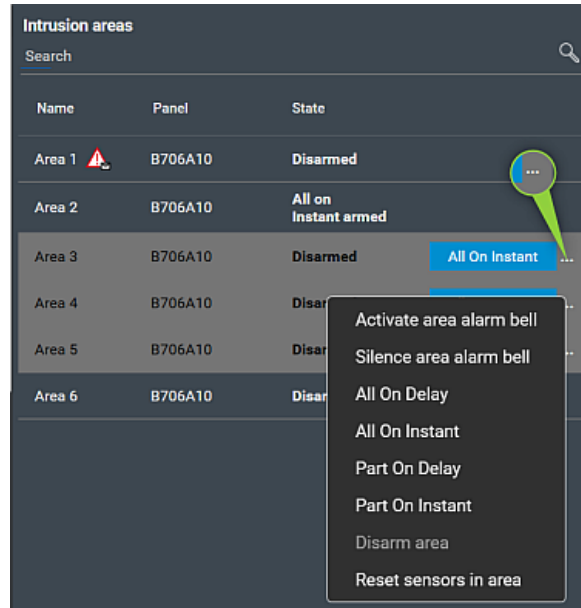 Intrusion areas
Search
Name Panel State
Area 1 B706A10 Disarmed
...
Area 2 B706A10 All on
Instant armed
Area 3 B706A10 Disarmed All On Instant ...
Area 4 B706A10 Disar
Area 5 B706A10 Disar
Area 6 B706A10 Disar
Activate area alarm bell
Silence area alarm bell
All On Delay
All On Instant
Part On Delay
Part On Instant
Disarm area
Reset sensors in area